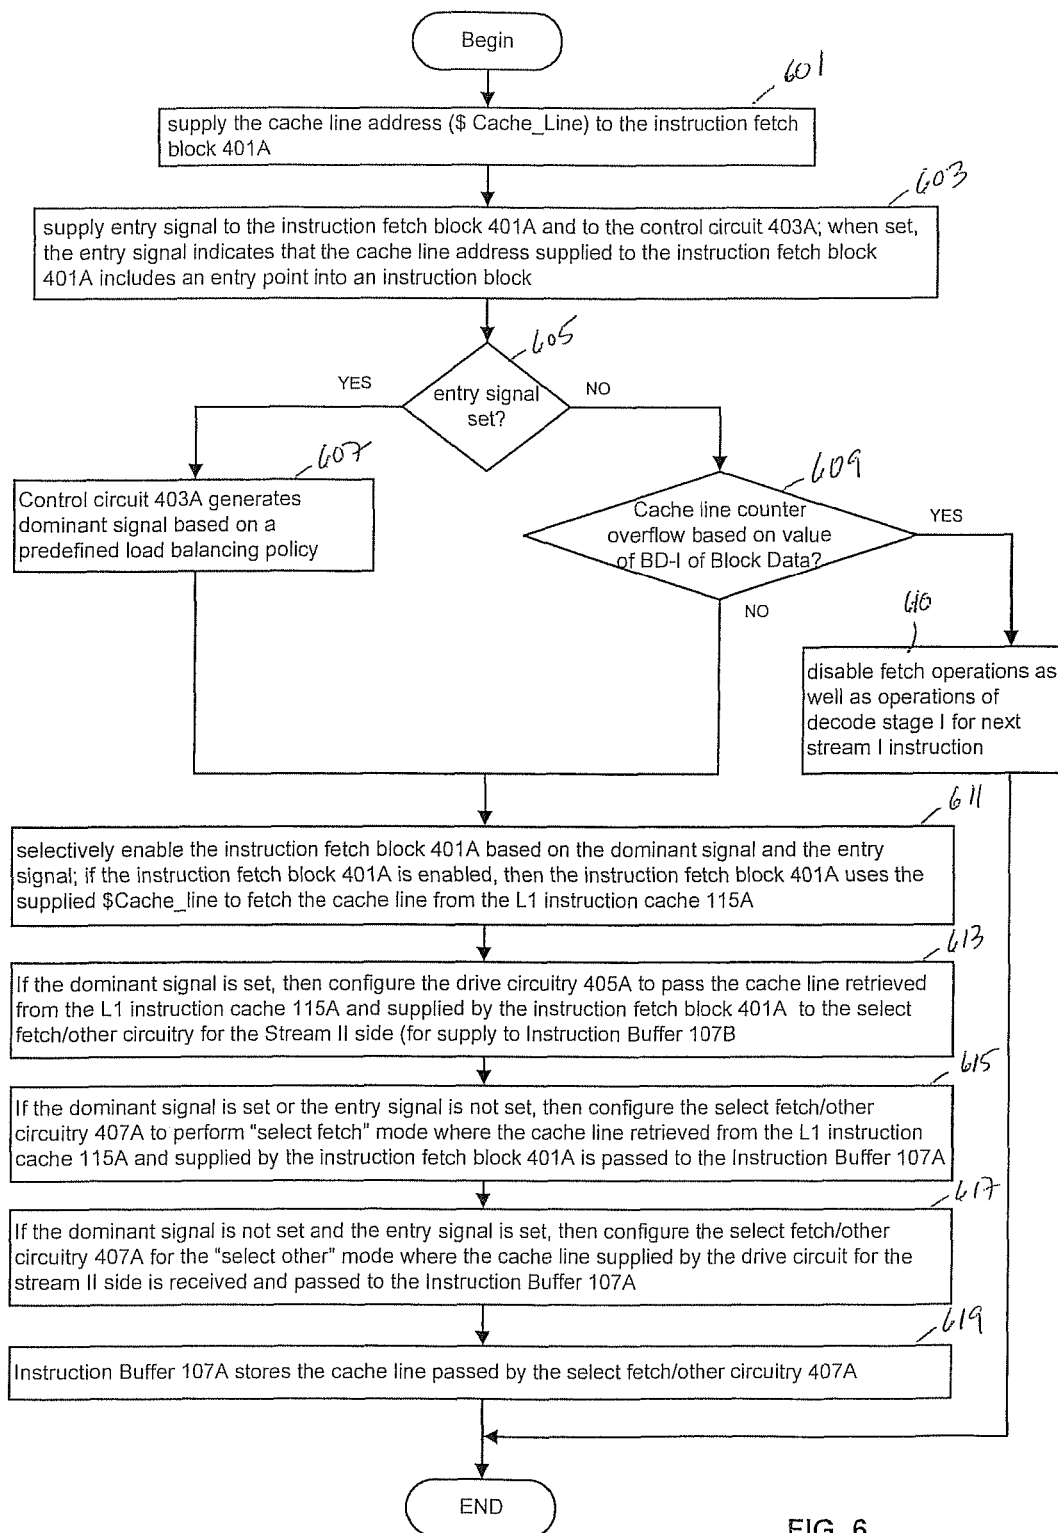 Begin
601
supply the cache line address ($ Cache_Line) to the instruction fetch
block 401A
603
supply entry signal to the instruction fetch block 401A and to the control circuit 403A; when set,
the entry signal indicates that the cache line address supplied to the instruction fetch block
401A includes an entry point into an instruction block
605
YES
entry signal
set?
NO
607
Control circuit 403A generates
dominant signal based on a
predefined load balancing policy
609
Cache line counter
overflow based on value
of BD-I of Block Data?
YES
NO
610
disable fetch operations as
well as operations of
decode stage I for next
stream I instruction
611
selectively enable the instruction fetch block 401A based on the dominant signal and the entry
signal; if the instruction fetch block 401A is enabled, then the instruction fetch block 401A uses the
supplied $Cache_line to fetch the cache line from the L1 instruction cache 115A
613
If the dominant signal is set, then configure the drive circuitry 405A to pass the cache line retrieved
from the L1 instruction cache 115A and supplied by the instruction fetch block 401A to the select
fetch/other circuitry for the Stream II side (for supply to Instruction Buffer 107B
615
If the dominant signal is set or the entry signal is not set, then configure the select fetch/other
circuitry 407A to perform "select fetch" mode where the cache line retrieved from the L1 instruction
cache 115A and supplied by the instruction fetch block 401A is passed to the Instruction Buffer 107A
617
If the dominant signal is not set and the entry signal is set, then configure the select fetch/other
circuitry 407A for the "select other" mode where the cache line supplied by the drive circuit for the
stream II side is received and passed to the Instruction Buffer 107A
619
Instruction Buffer 107A stores the cache line passed by the select fetch/other circuitry 407A
END
FIG. 6